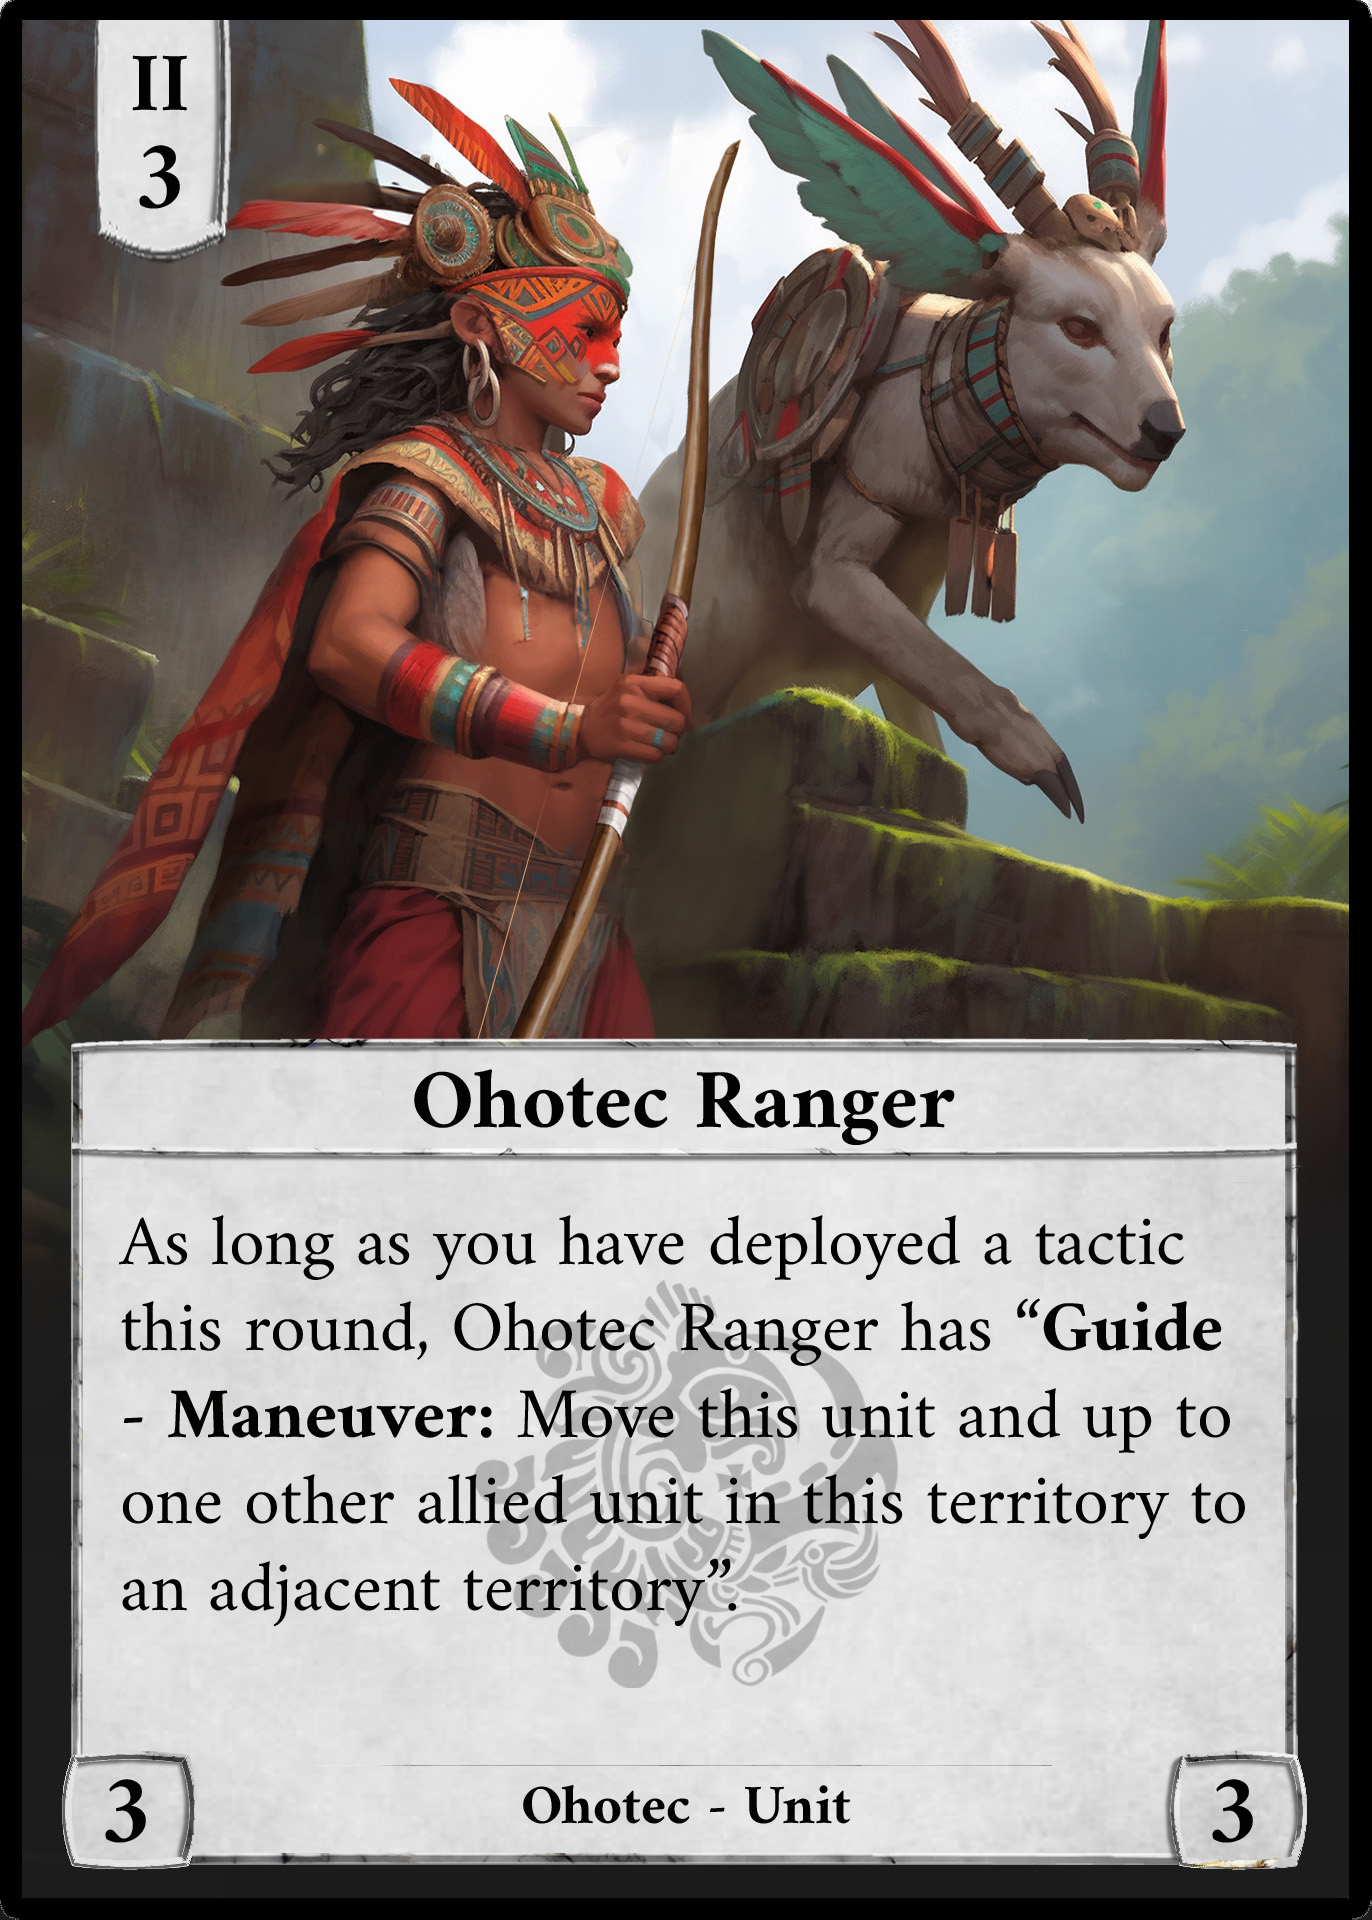 II
3
Ohotec Ranger
As long as you have deployed a tactic
this round, Ohotec Ranger has “Guide
- Maneuver: Move this unit and up to
one other allied unit in this territory to
an adjacent territory”.
3
Ohotec - Unit
3